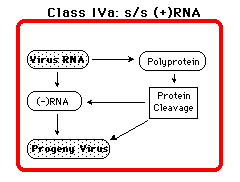 Class IVa: s/s (+)RNA
Virus RNA
Polyprotein
(-)RNA
Protein
Cleavage
Progeny Virus